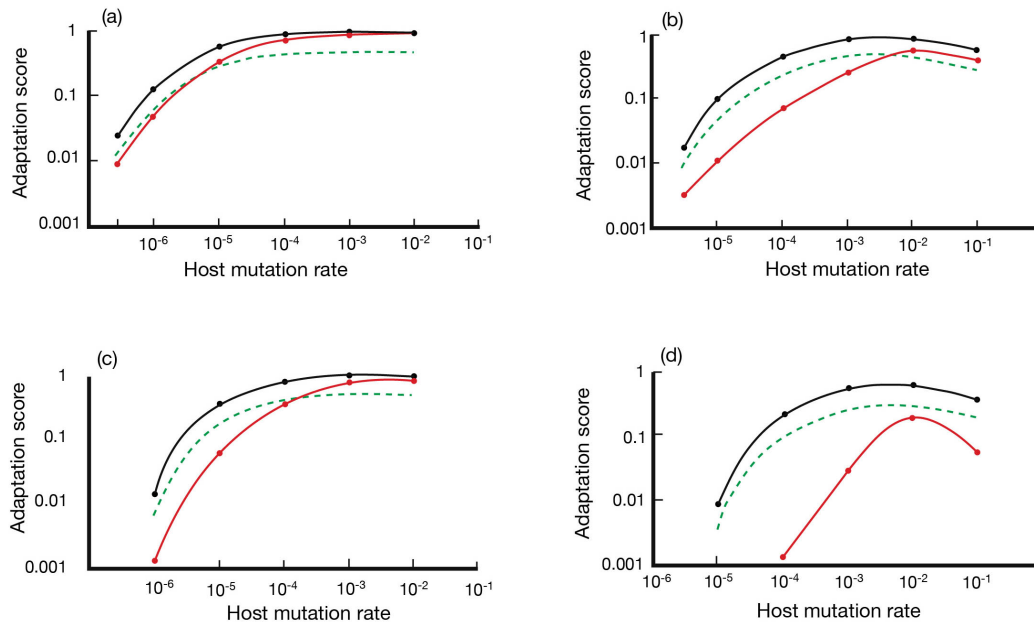 (a)
Adaptation score
1
0.1
0.01
0.001
10⁻⁶ 10⁻⁵ 10⁻⁴ 10⁻³ 10⁻² 10⁻¹
Host mutation rate
(b)
Adaptation score
1
0.1
0.01
0.001
10⁻⁵ 10⁻⁴ 10⁻³ 10⁻² 10⁻¹
Host mutation rate
(c)
Adaptation score
1
0.1
0.01
0.001
10⁻⁶ 10⁻⁵ 10⁻⁴ 10⁻³ 10⁻² 10⁻¹
Host mutation rate
(d)
Adaptation score
1
0.1
0.01
0.001
10⁻⁶ 10⁻⁵ 10⁻⁴ 10⁻³ 10⁻² 10⁻¹
Host mutation rate